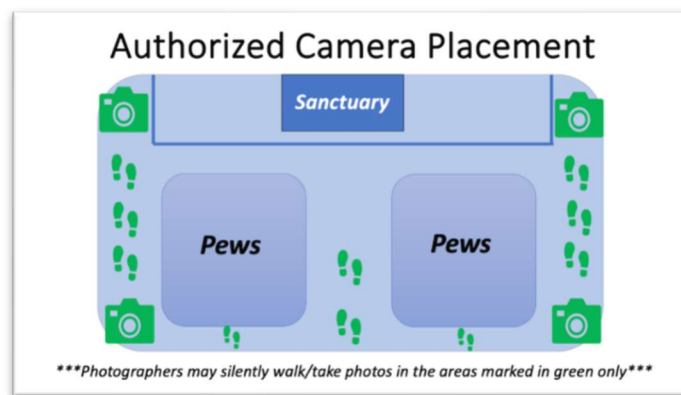 Authorized Camera Placement
Sanctuary
Pews
Pews
***Photographers may silently walk/take photos in the areas marked in green only***